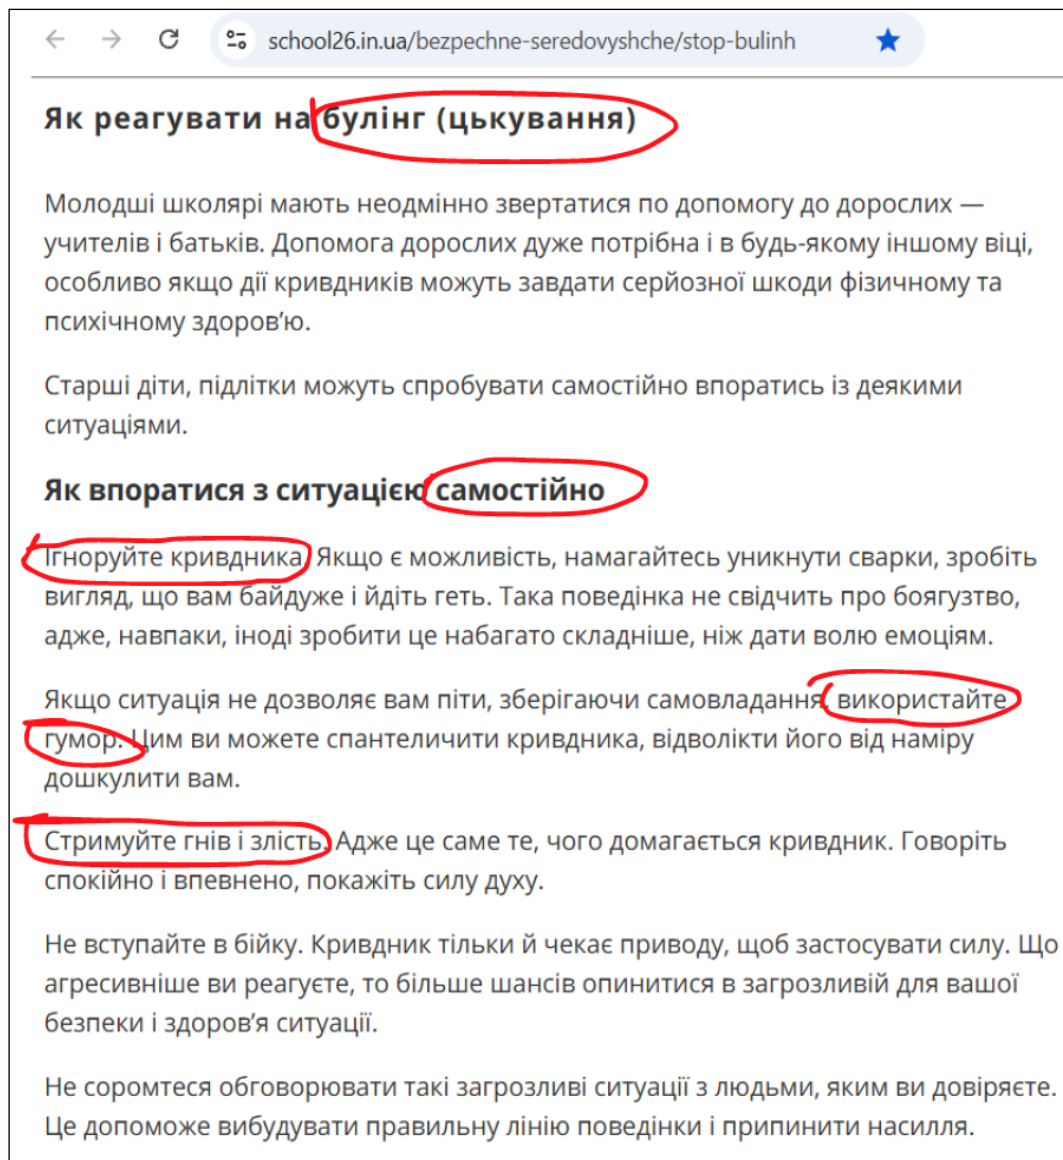 school26.in.ua/bezpechne-seredovyshche/stop-bulinh
Як реагувати на булінг (цькування)
Молодші школярі мають неодмінно звертатися по допомогу до дорослих —
учителів і батьків. Допомога дорослих дуже потрібна і в будь-якому іншому віці,
особливо якщо дії кривдників можуть завдати серйозної шкоди фізичному та
психічному здоров’ю.
Старші діти, підлітки можуть спробувати самостійно впоратись із деякими
ситуаціями.
Як впоратися з ситуацією самостійно
Ігноруйте кривдника. Якщо є можливість, намагайтесь уникнути сварки, зробіть
вигляд, що вам байдуже і йдіть геть. Така поведінка не свідчить про боягузтво,
адже, навпаки, іноді зробити це набагато складніше, ніж дати волю емоціям.
Якщо ситуація не дозволяє вам піти, зберігаючи самовладання, використайте
гумор. Цим ви можете спантеличити кривдника, відволікти його від наміру
дошкулити вам.
Стримуйте гнів і злість. Адже це саме те, чого домагається кривдник. Говоріть
спокійно і впевнено, покажіть силу духу.
Не вступайте в бійку. Кривдник тільки й чекає приводу, щоб застосувати силу. Що
агресивніше ви реагуєте, то більше шансів опинитися в загрозливій для вашої
безпеки і здоров’я ситуації.
Не соромтеся обговорювати такі загрозливі ситуації з людьми, яким ви довіряєте.
Це допоможе вибудувати правильну лінію поведінки і припинити насилля.